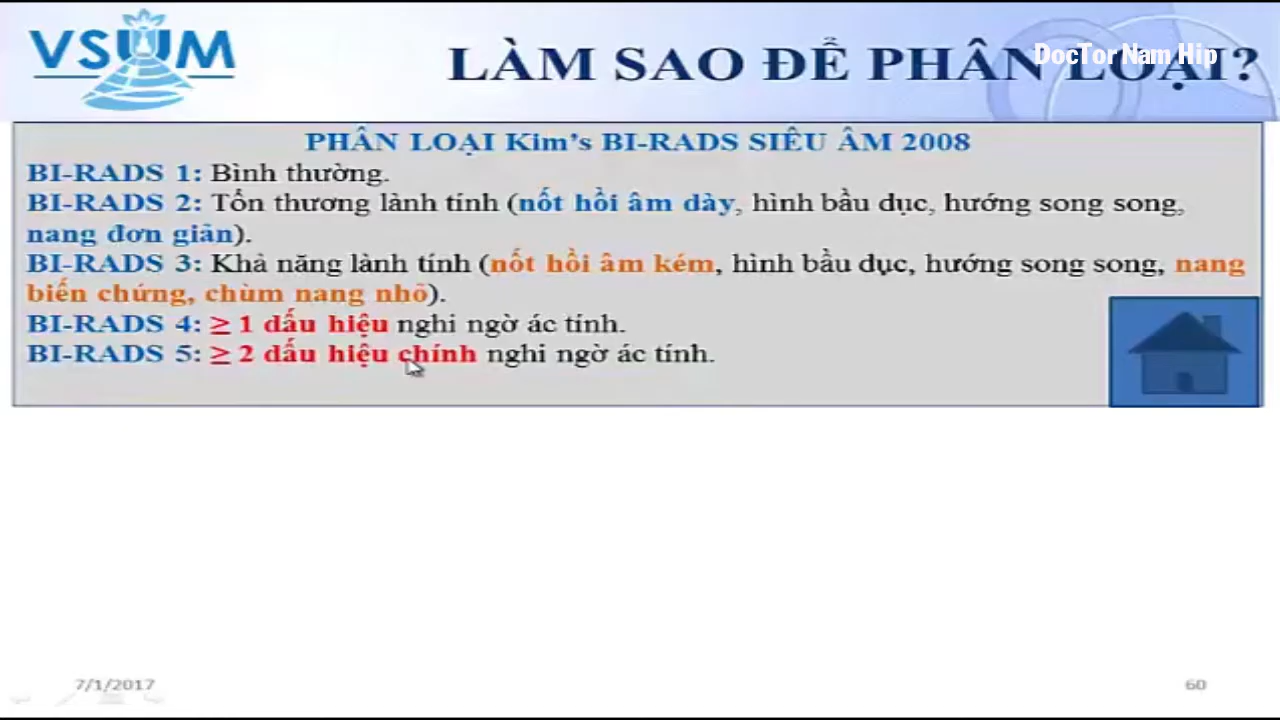 VSUM
LÀM SAO ĐỂ PHÂN LOẠI?
DocTor Nam Hip
PHÂN LOẠI Kim's BI-RADS SIÊU ÂM 2008
BI-RADS 1: Bình thường.
BI-RADS 2: Tổn thương lành tính (nốt hồi âm dày, hình bầu dục, hướng song song,
nang đơn giản).
BI-RADS 3: Khả năng lành tính (nốt hồi âm kém, hình bầu dục, hướng song song, nang
biến chứng, chùm nang nhỏ).
BI-RADS 4: ≥ 1 dấu hiệu nghi ngờ ác tính.
BI-RADS 5: ≥ 2 dấu hiệu chính nghi ngờ ác tính.
7/1/2017
60